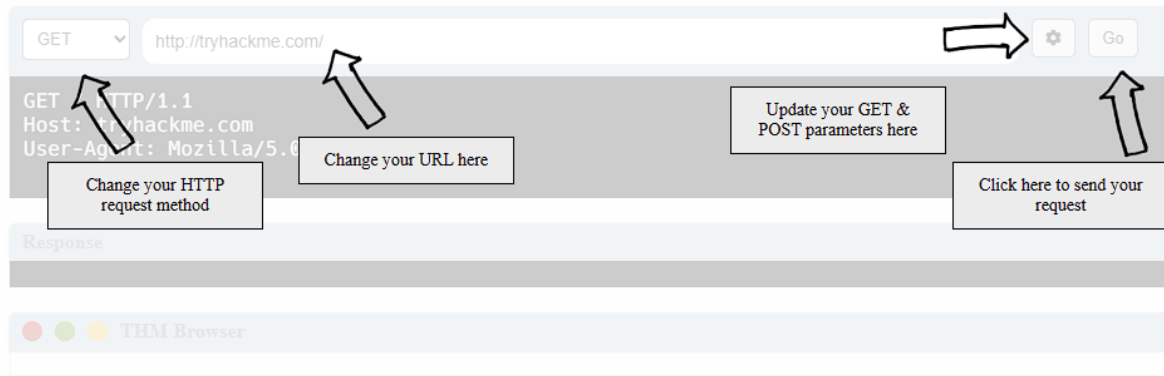 GET
http://tryhackme.com/
Go
GET / HTTP/1.1
Host: tryhackme.com
User-Agent: Mozilla/5.0
Update your GET &
POST parameters here
Change your URL here
Change your HTTP
request method
Click here to send your
request
Response
THM Browser